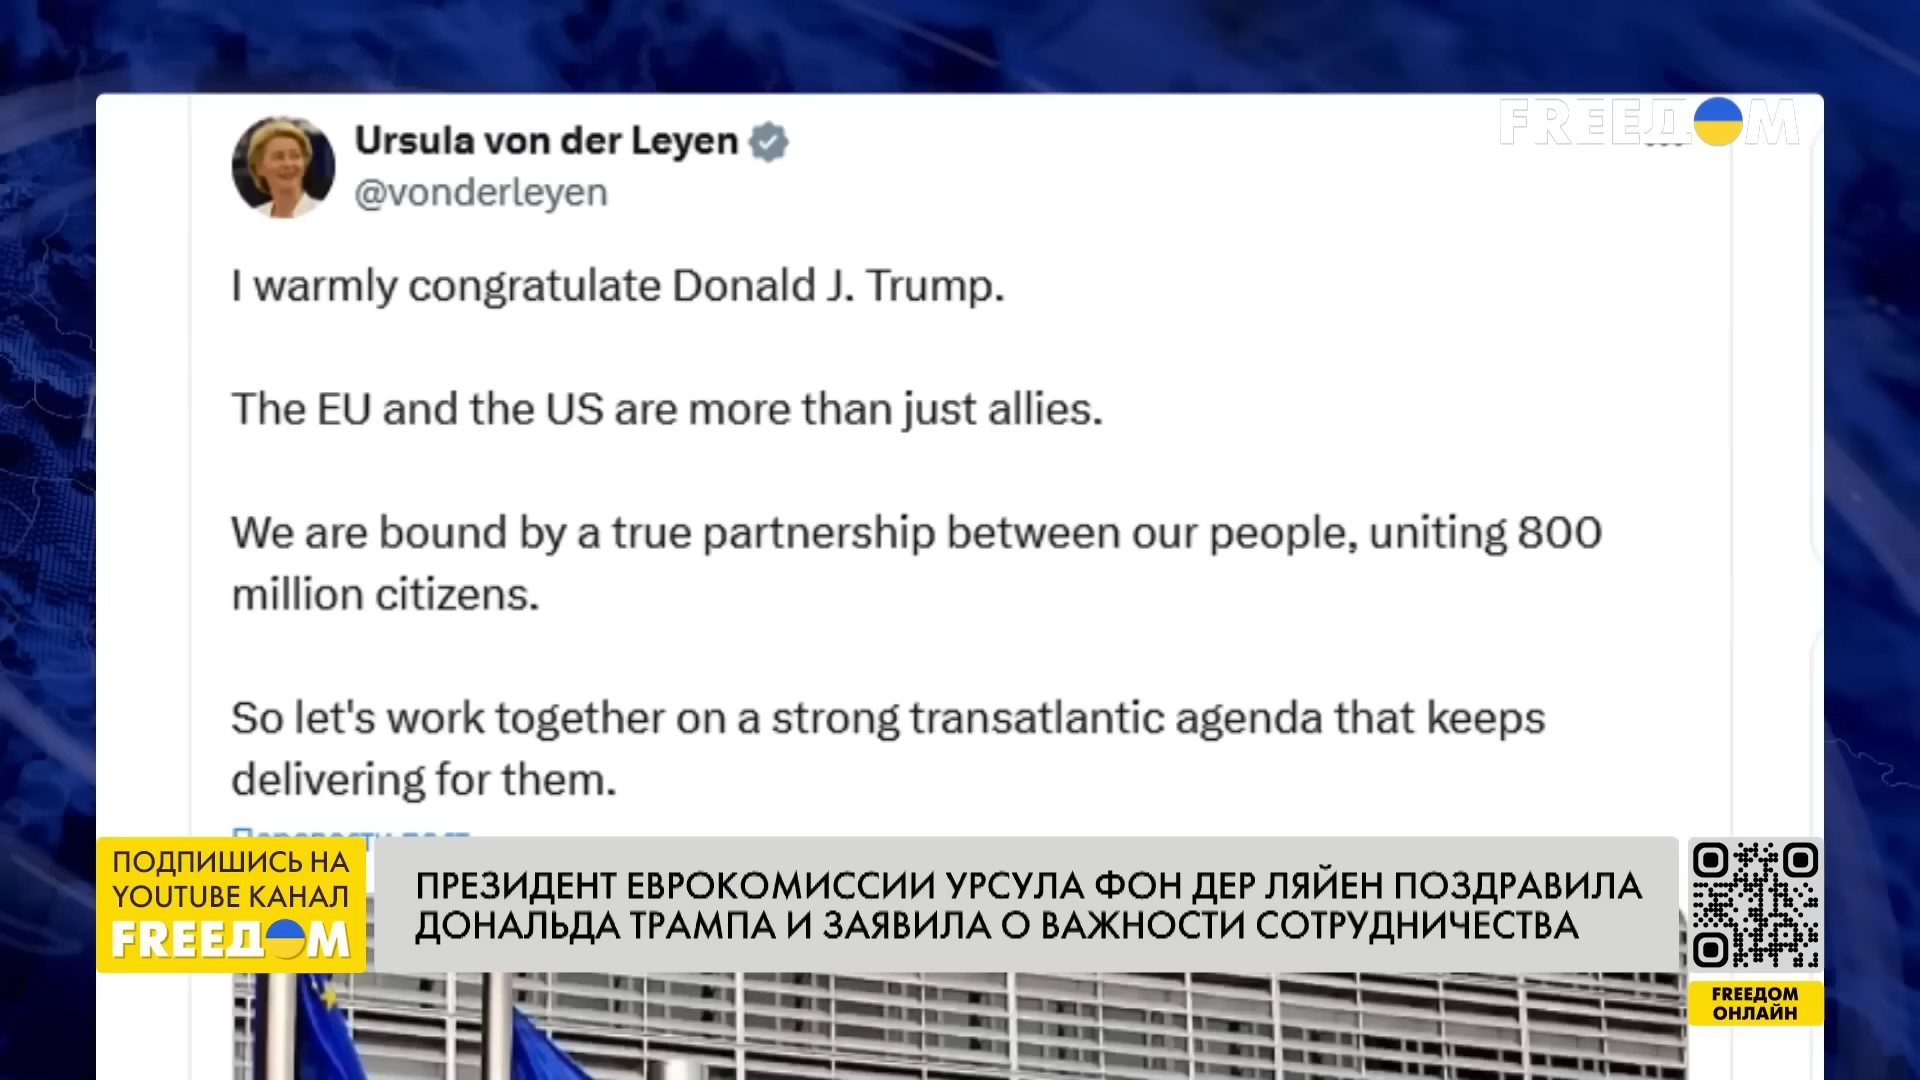 FREEДOM
Ursula von der Leyen
@vonderleyen
I warmly congratulate Donald J. Trump.
The EU and the US are more than just allies.
We are bound by a true partnership between our people, uniting 800
million citizens.
So let's work together on a strong transatlantic agenda that keeps
delivering for them.
Перевести пост
ПОДПИШИСЬ НА
YOUTUBE КАНАЛ
FREEДOM
ПРЕЗИДЕНТ ЕВРОКОМИССИИ УРСУЛА ФОН ДЕР ЛЯЙЕН ПОЗДРАВИЛА
ДОНАЛЬДА ТРАМПА И ЗАЯВИЛА О ВАЖНОСТИ СОТРУДНИЧЕСТВА
FREEДОМ
ОНЛАЙН